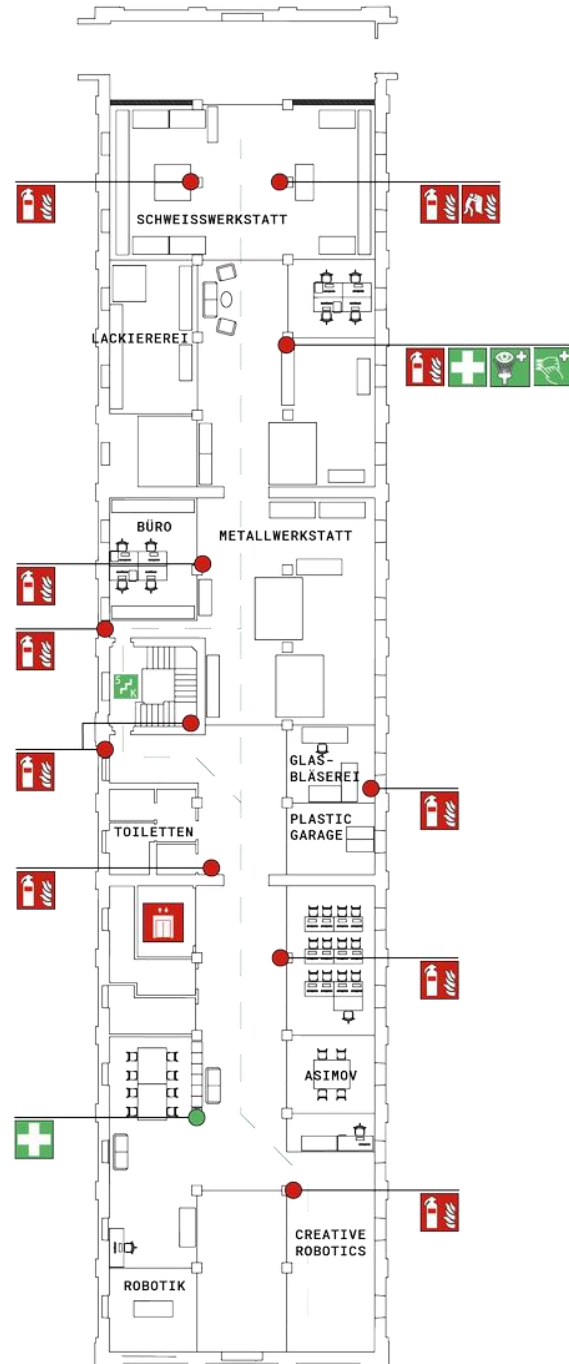 SCHWEISSWERKSTATT
LACKIEREREI
BÜRO
METALLWERKSTATT
S
K
GLAS-
BLÄSEREI
PLASTIC
GARAGE
TOILETTEN
ASIMOV
CREATIVE
ROBOTICS
ROBOTIK